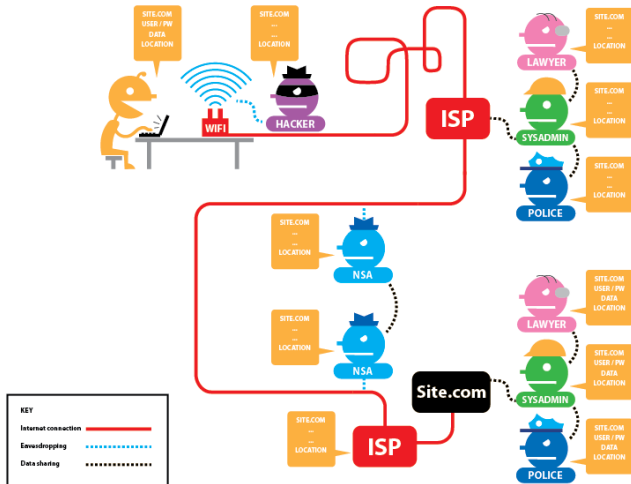 SITE.COM
USER / PW
DATA
LOCATION
SITE.COM
...
...
LOCATION
WIFI
HACKER
ISP
SITE.COM
...
...
LOCATION
LAWYER
SITE.COM
...
...
LOCATION
SYSADMIN
SITE.COM
...
...
LOCATION
POLICE
SITE.COM
...
...
LOCATION
NSA
SITE.COM
...
...
LOCATION
NSA
SITE.COM
USER / PW
DATA
LOCATION
LAWYER
SITE.COM
USER / PW
DATA
LOCATION
SYSADMIN
SITE.COM
USER / PW
DATA
LOCATION
POLICE
Site.com
SITE.COM
...
...
LOCATION
ISP
KEY
Internet connection
Eavesdropping
Data sharing